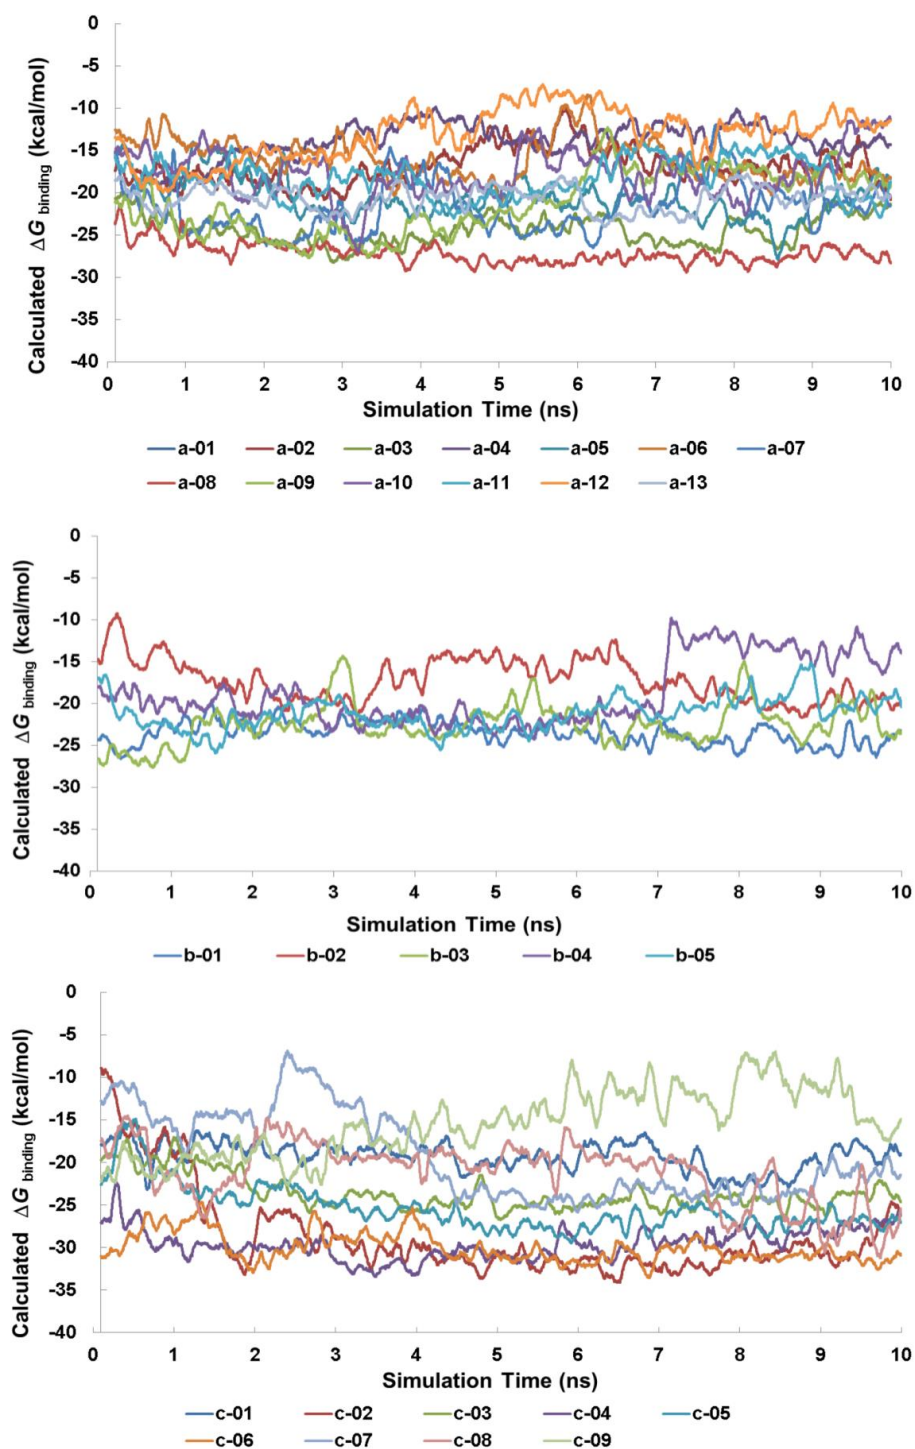 0
-5
-10
-15
-20
-25
-30
-35
-40
Calculated ΔG binding (kcal/mol)
0 1 2 3 4 5 6 7 8 9 10
Simulation Time (ns)
a-01 a-02 a-03 a-04 a-05 a-06 a-07
a-08 a-09 a-10 a-11 a-12 a-13
0
-5
-10
-15
-20
-25
-30
-35
-40
Calculated ΔG binding (kcal/mol)
0 1 2 3 4 5 6 7 8 9 10
Simulation Time (ns)
b-01 b-02 b-03 b-04 b-05
0
-5
-10
-15
-20
-25
-30
-35
-40
Calculated ΔG binding (kcal/mol)
0 1 2 3 4 5 6 7 8 9 10
Simulation Time (ns)
c-01 c-02 c-03 c-04 c-05
c-06 c-07 c-08 c-09